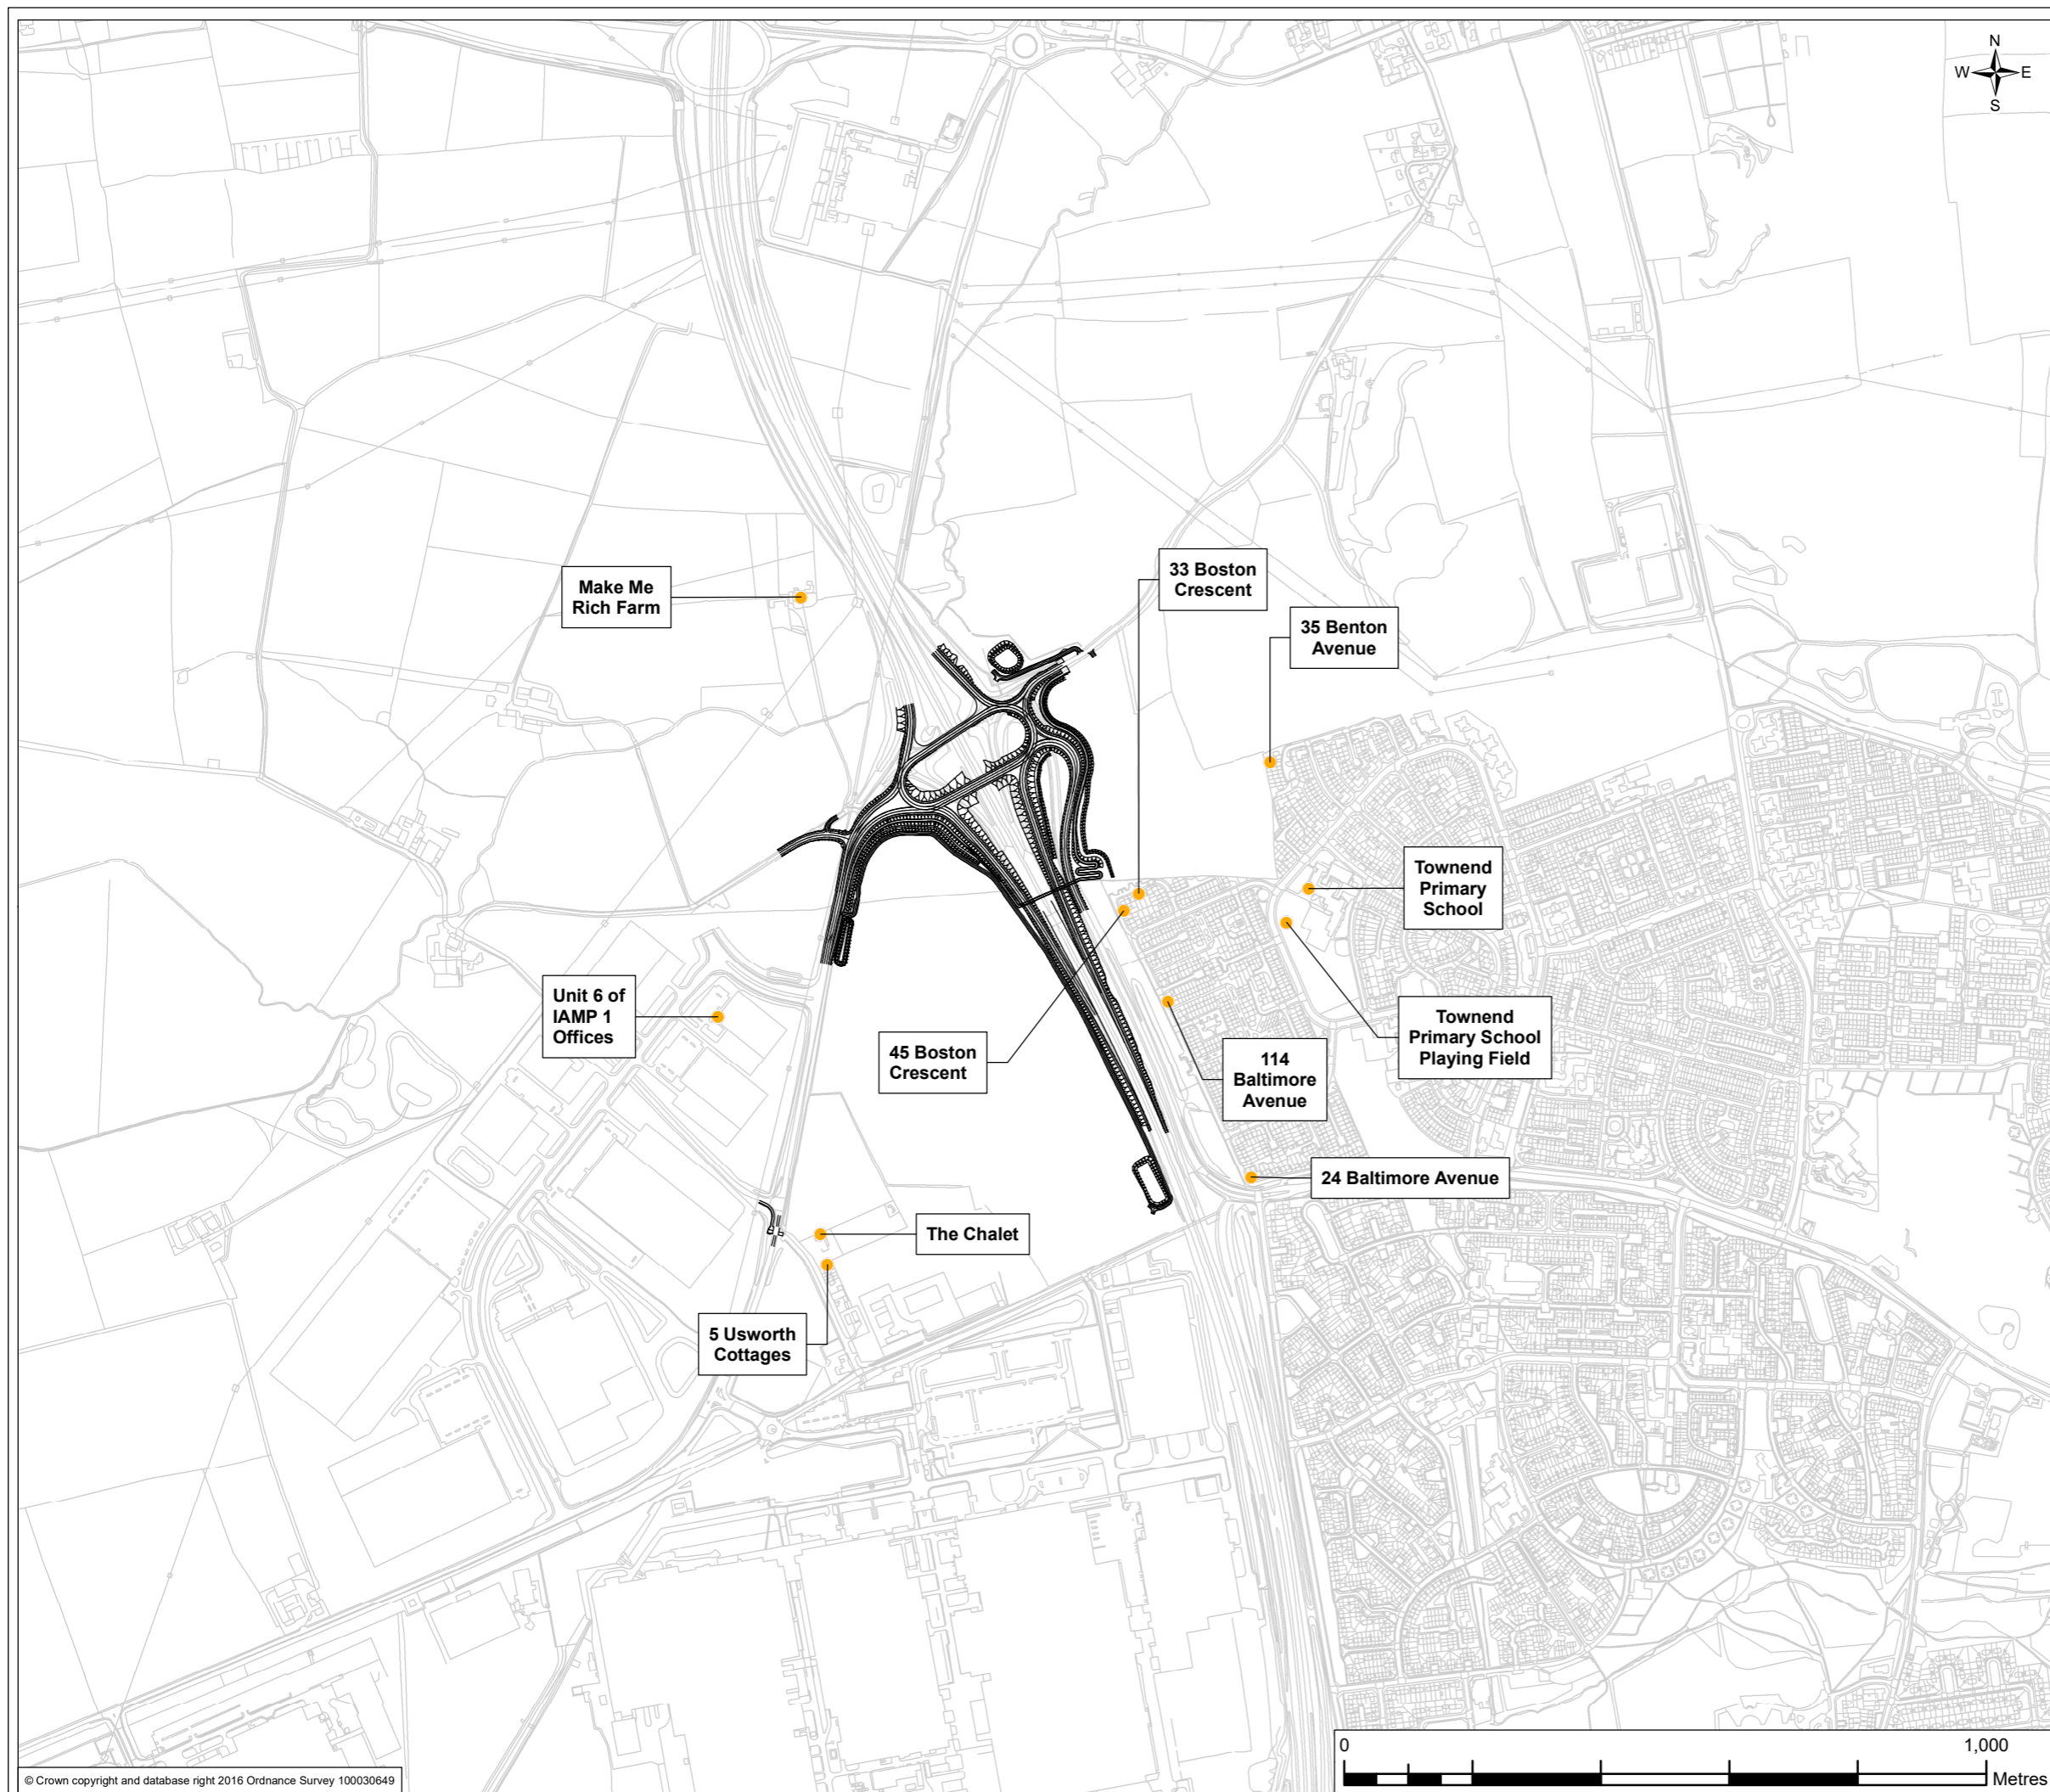 N
W E
S
Make Me
Rich Farm
33 Boston
Crescent
35 Benton
Avenue
Townend
Primary
School
Unit 6 of
IAMP 1
Offices
Townend
Primary School
Playing Field
45 Boston
Crescent
114
Baltimore
Avenue
24 Baltimore Avenue
The Chalet
5 Usworth
Cottages
0 1,000
Metres
© Crown copyright and database right 2016 Ordnance Survey 100030649